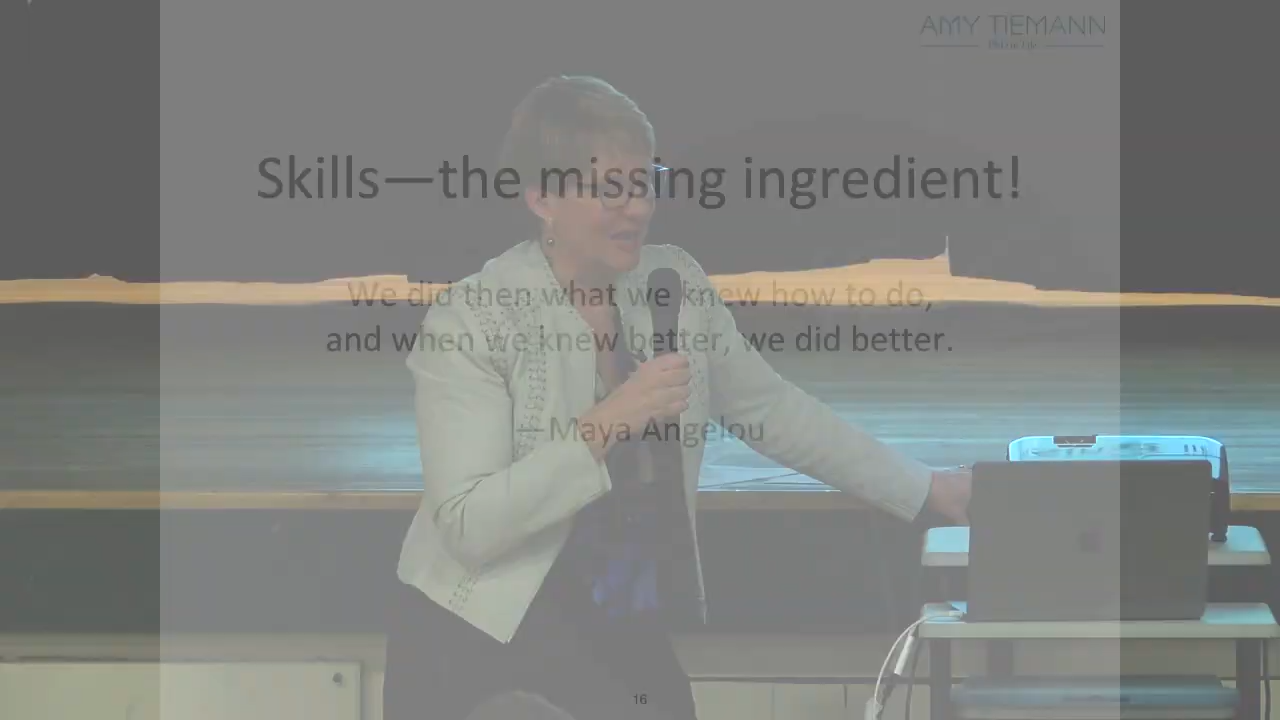 AMY TIEMANN
Skills—the missing ingredient!
We did then what we knew how to do,
and when we knew better, we did better.
— Maya Angelou
16